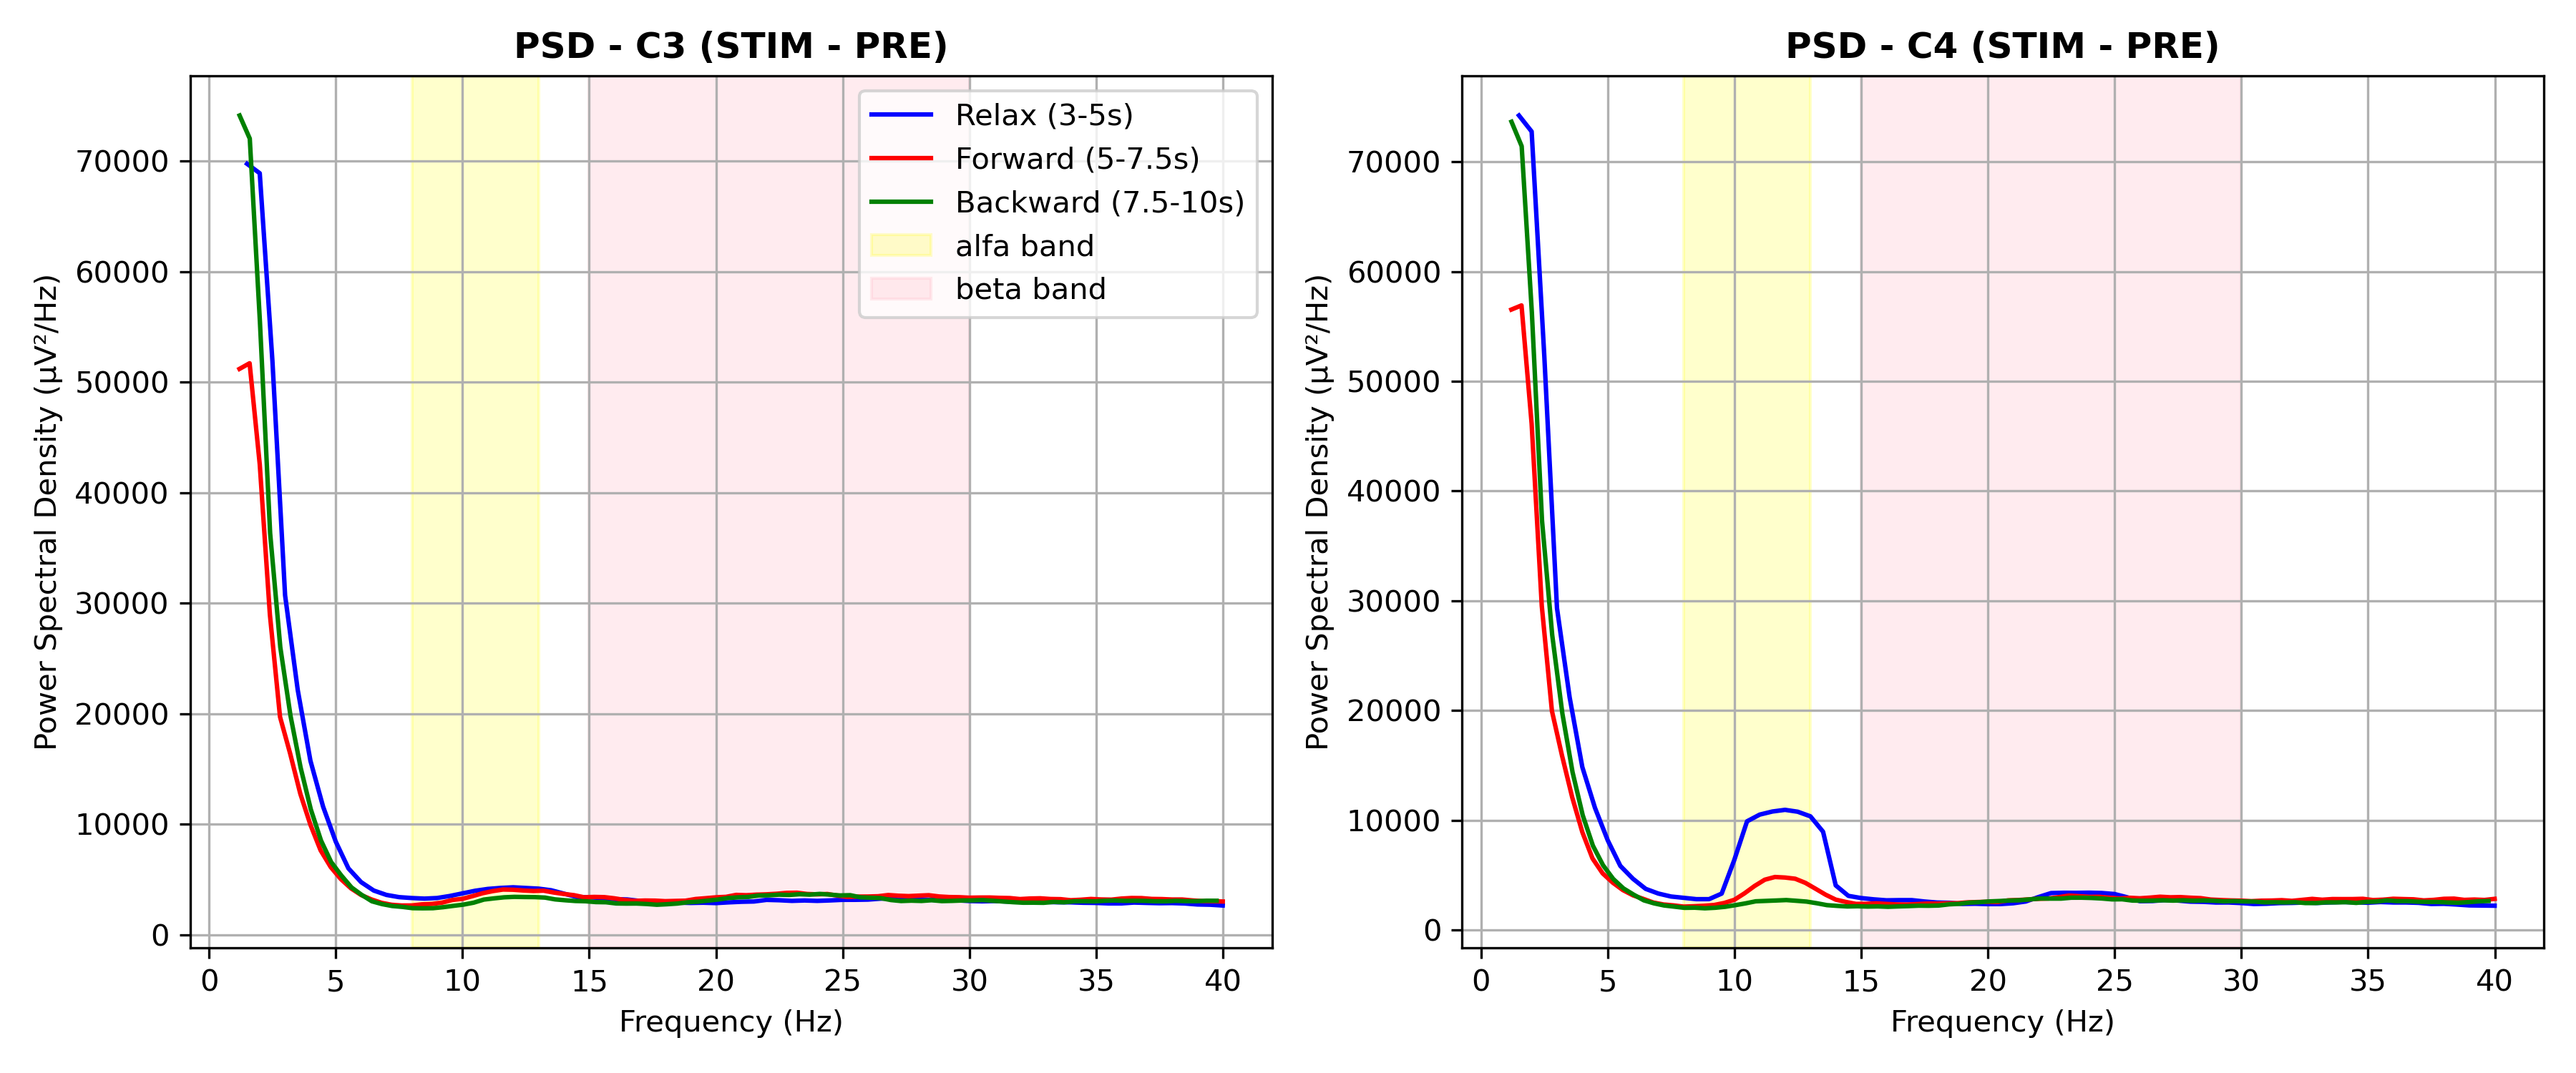 PSD - C3 (STIM - PRE)
Power Spectral Density (µV²/Hz)
70000
60000
50000
40000
30000
20000
10000
0
0 5 10 15 20 25 30 35 40
Frequency (Hz)
Relax (3-5s)
Forward (5-7.5s)
Backward (7.5-10s)
alfa band
beta band
PSD - C4 (STIM - PRE)
Power Spectral Density (µV²/Hz)
70000
60000
50000
40000
30000
20000
10000
0
0 5 10 15 20 25 30 35 40
Frequency (Hz)